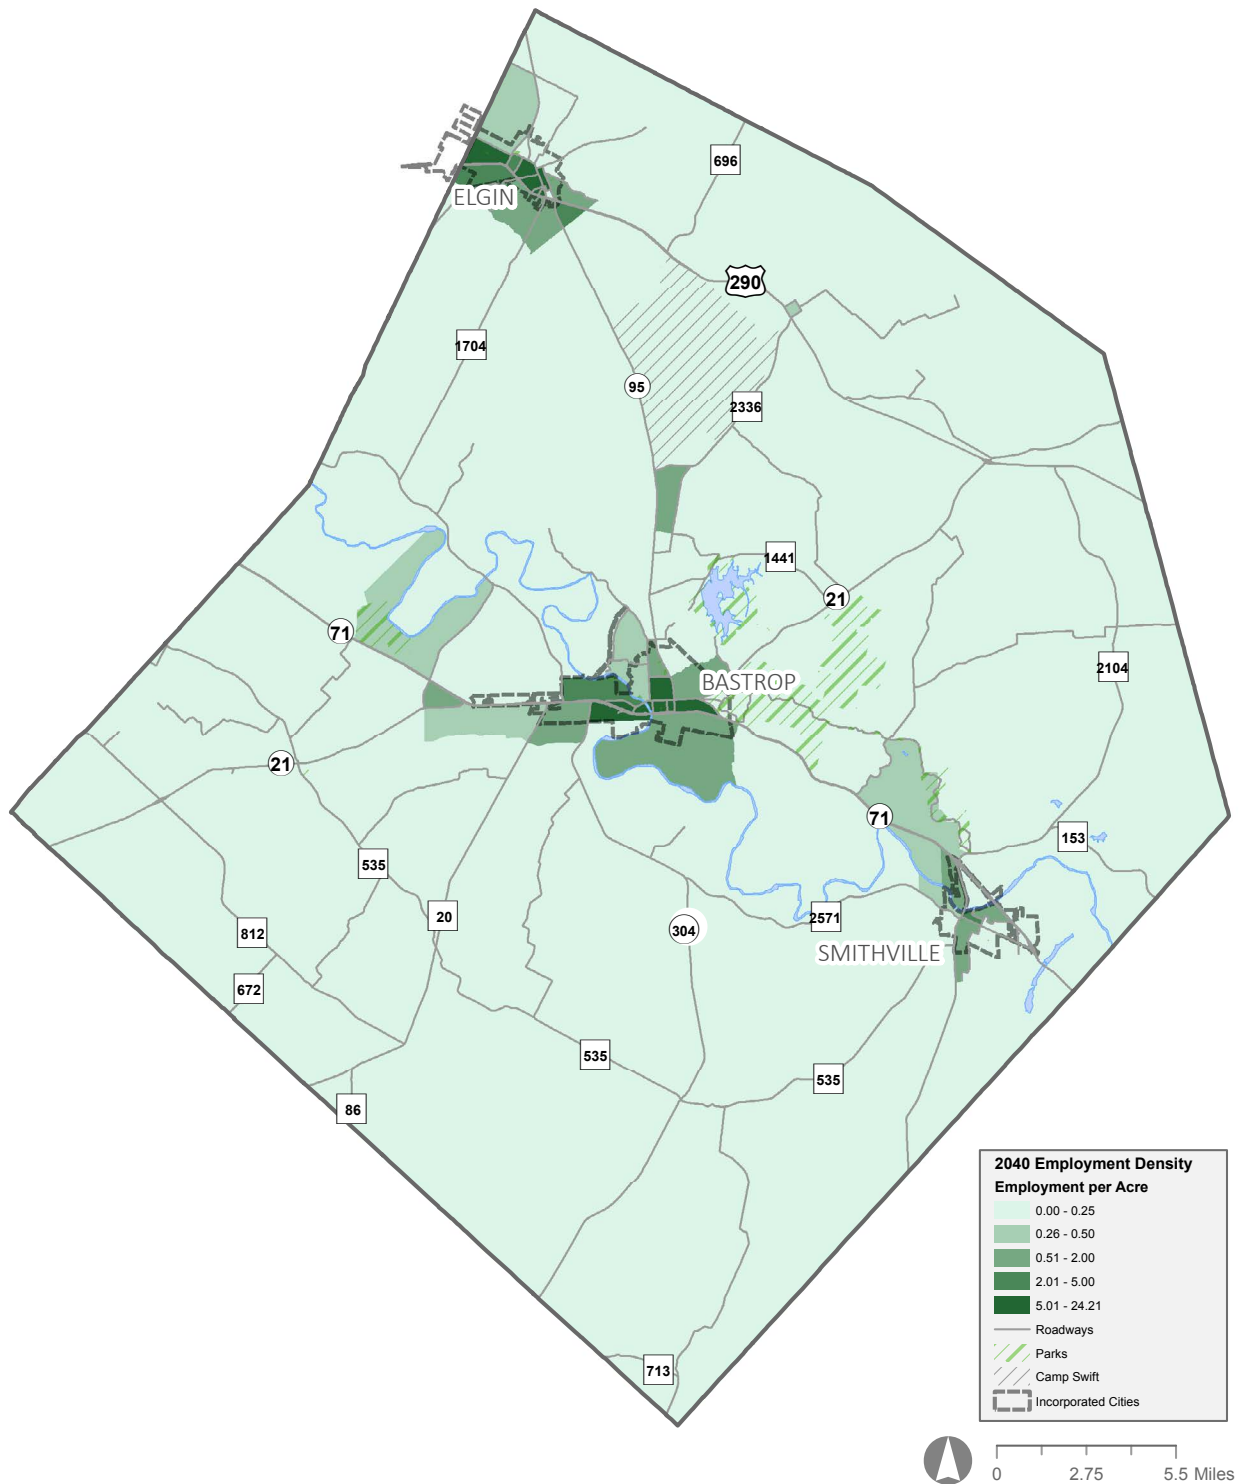 696
ELGIN
290
1704
95
2336
1441
21
71
2104
BASTROP
21
71
153
535
20
2571
304
812
SMITHVILLE
672
535
535
86
713
2040 Employment Density
Employment per Acre
0.00 - 0.25
0.26 - 0.50
0.51 - 2.00
2.01 - 5.00
5.01 - 24.21
Roadways
Parks
Camp Swift
Incorporated Cities
0 2.75 5.5 Miles